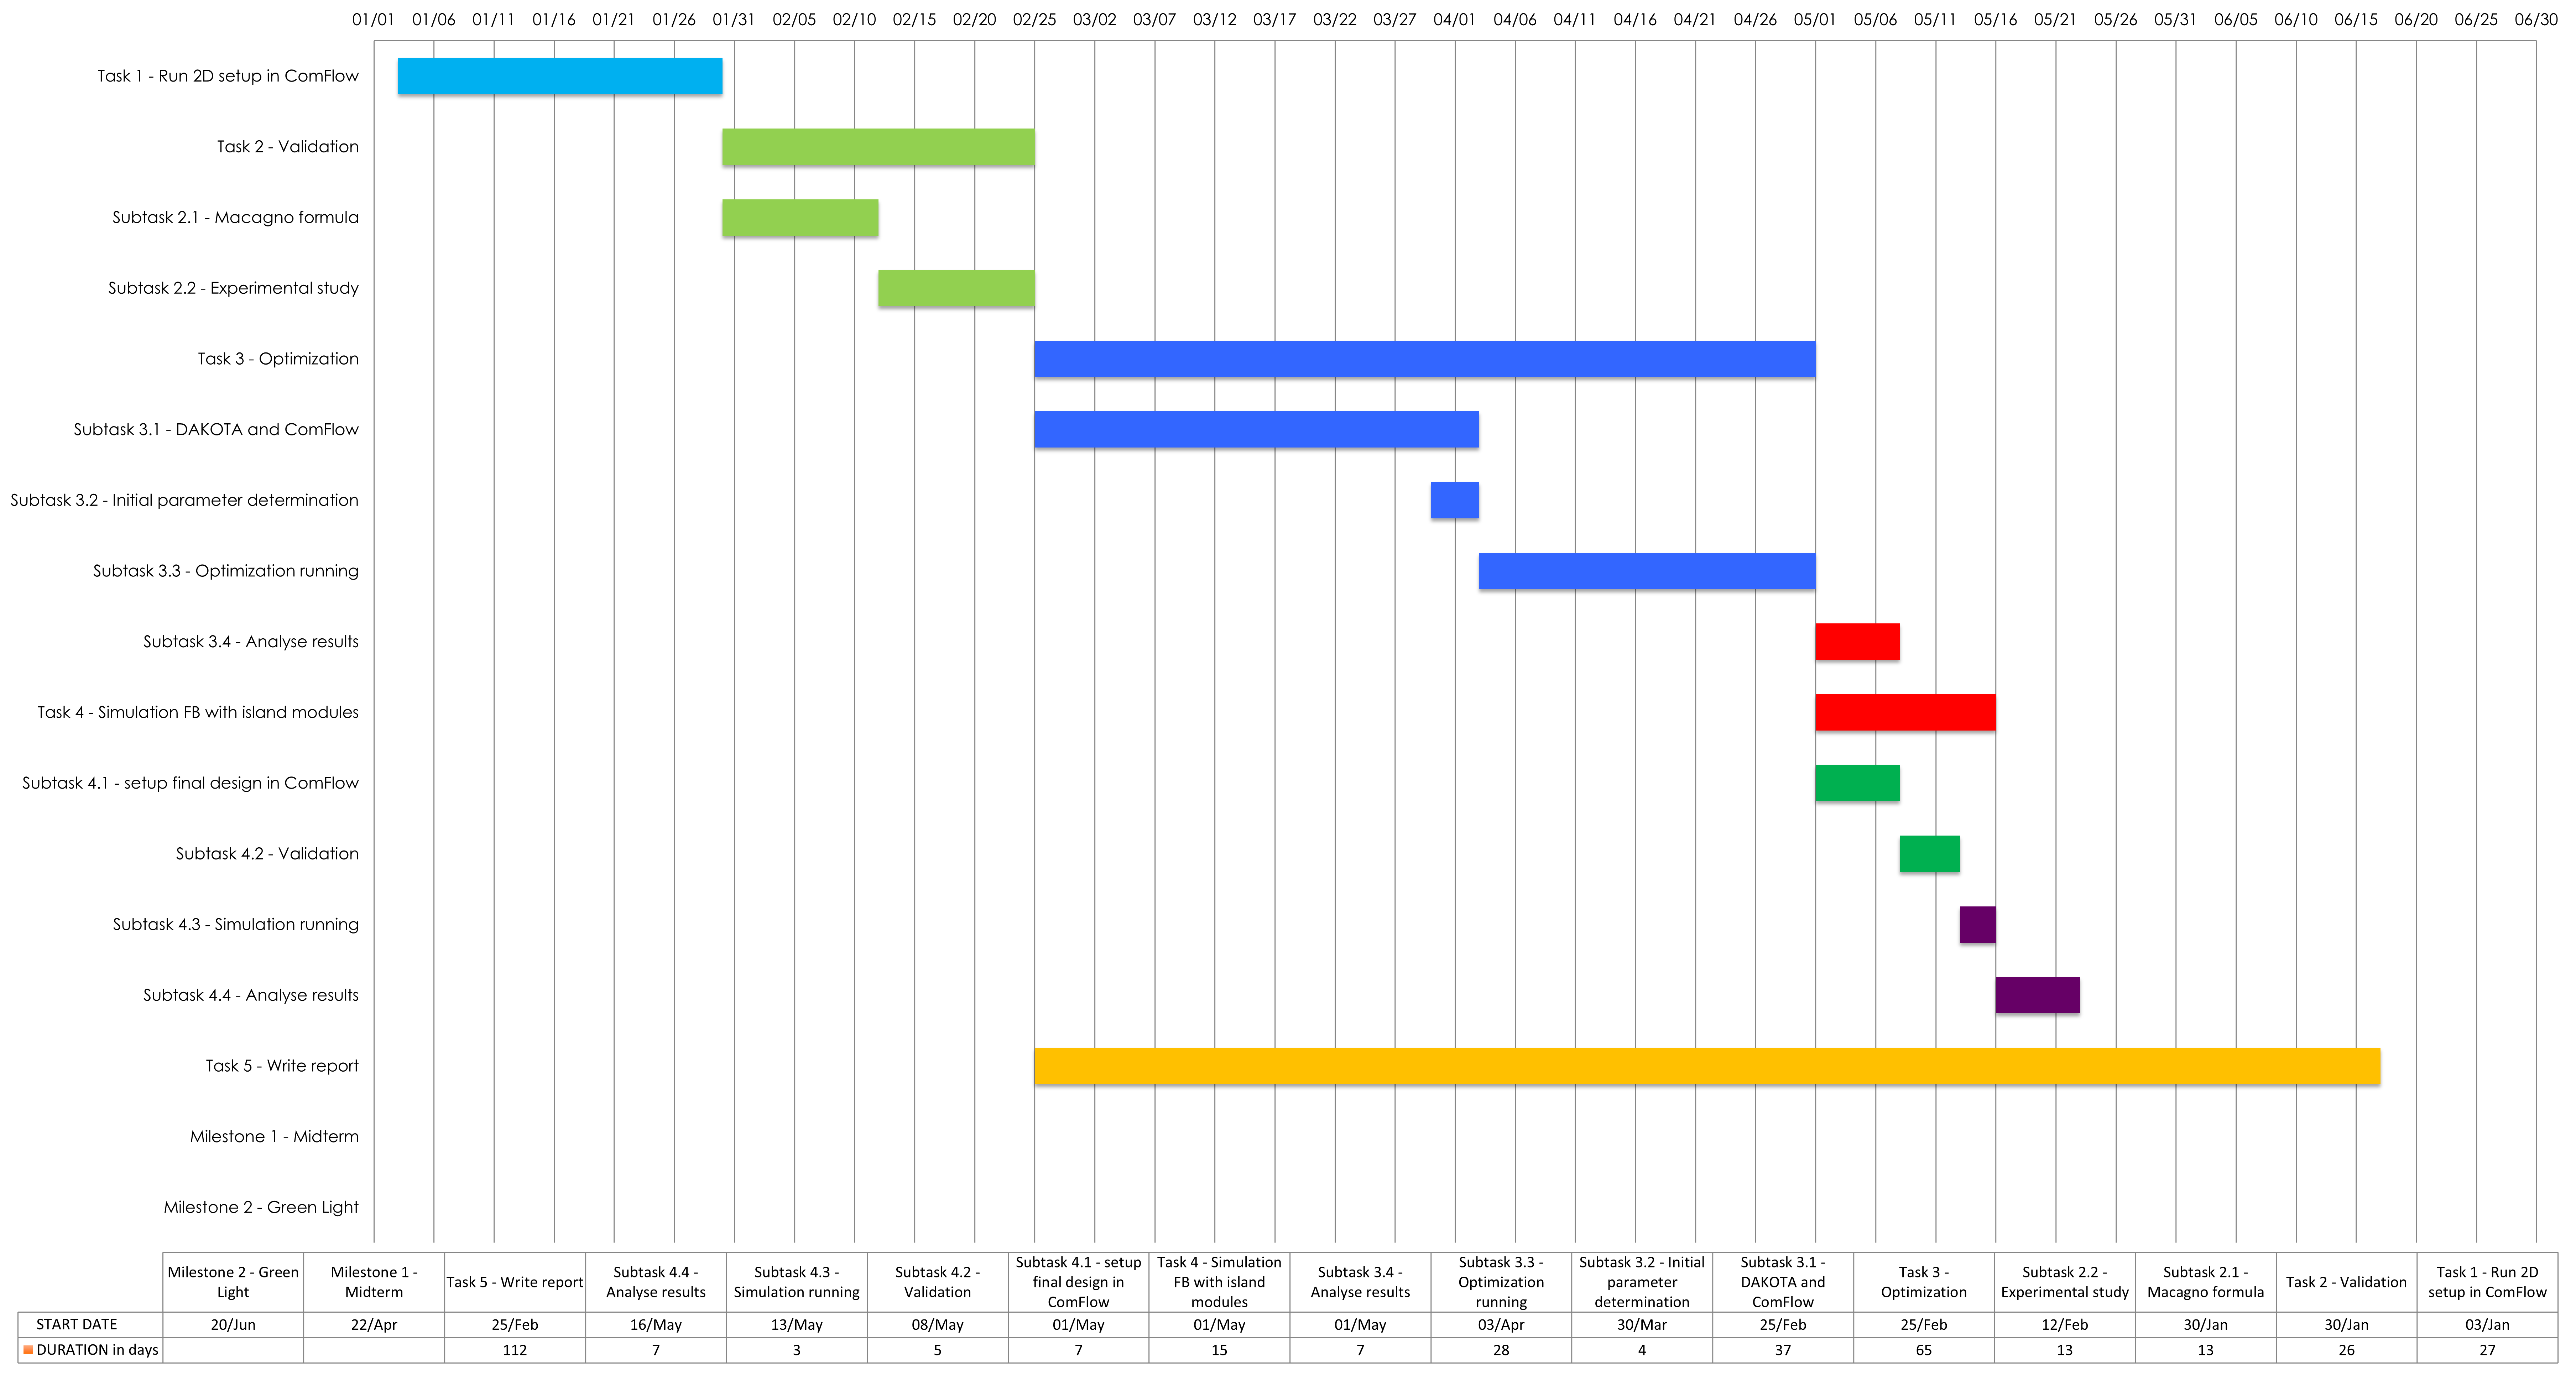 01/01 01/06 01/11 01/16 01/21 01/26 01/31 02/05 02/10 02/15 02/20 02/25 03/02 03/07 03/12 03/17 03/22 03/27 04/01 04/06 04/11 04/16 04/21 04/26 05/01 05/06 05/11 05/16 05/21 05/26 05/31 06/05 06/10 06/15 06/20 06/25 06/30
Task 1 - Run 2D setup in ComFlow
Task 2 - Validation
Subtask 2.1 - Macagno formula
Subtask 2.2 - Experimental study
Task 3 - Optimization
Subtask 3.1 - DAKOTA and ComFlow
Subtask 3.2 - Initial parameter determination
Subtask 3.3 - Optimization running
Subtask 3.4 - Analyse results
Task 4 - Simulation FB with island modules
Subtask 4.1 - setup final design in ComFlow
Subtask 4.2 - Validation
Subtask 4.3 - Simulation running
Subtask 4.4 - Analyse results
Task 5 - Write report
Milestone 1 - Midterm
Milestone 2 - Green Light
Milestone 2 - Green
Light
Milestone 1 -
Midterm
Task 5 - Write report
Subtask 4.4 -
Analyse results
Subtask 4.3 -
Simulation running
Subtask 4.2 -
Validation
Subtask 4.1 - setup
final design in
ComFlow
Task 4 - Simulation
FB with island
modules
Subtask 3.4 -
Analyse results
Subtask 3.3 -
Optimization
running
Subtask 3.2 - Initial
parameter
determination
Subtask 3.1 -
DAKOTA and
ComFlow
Task 3 -
Optimization
Subtask 2.2 -
Experimental study
Subtask 2.1 -
Macagno formula
Task 2 - Validation
Task 1 - Run 2D
setup in ComFlow
START DATE 20/Jun 22/Apr 25/Feb 16/May 13/May 08/May 01/May 01/May 01/May 03/Apr 30/Mar 25/Feb 25/Feb 12/Feb 30/Jan 30/Jan 03/Jan
DURATION in days 112 7 3 5 7 15 7 28 4 37 65 13 13 26 27